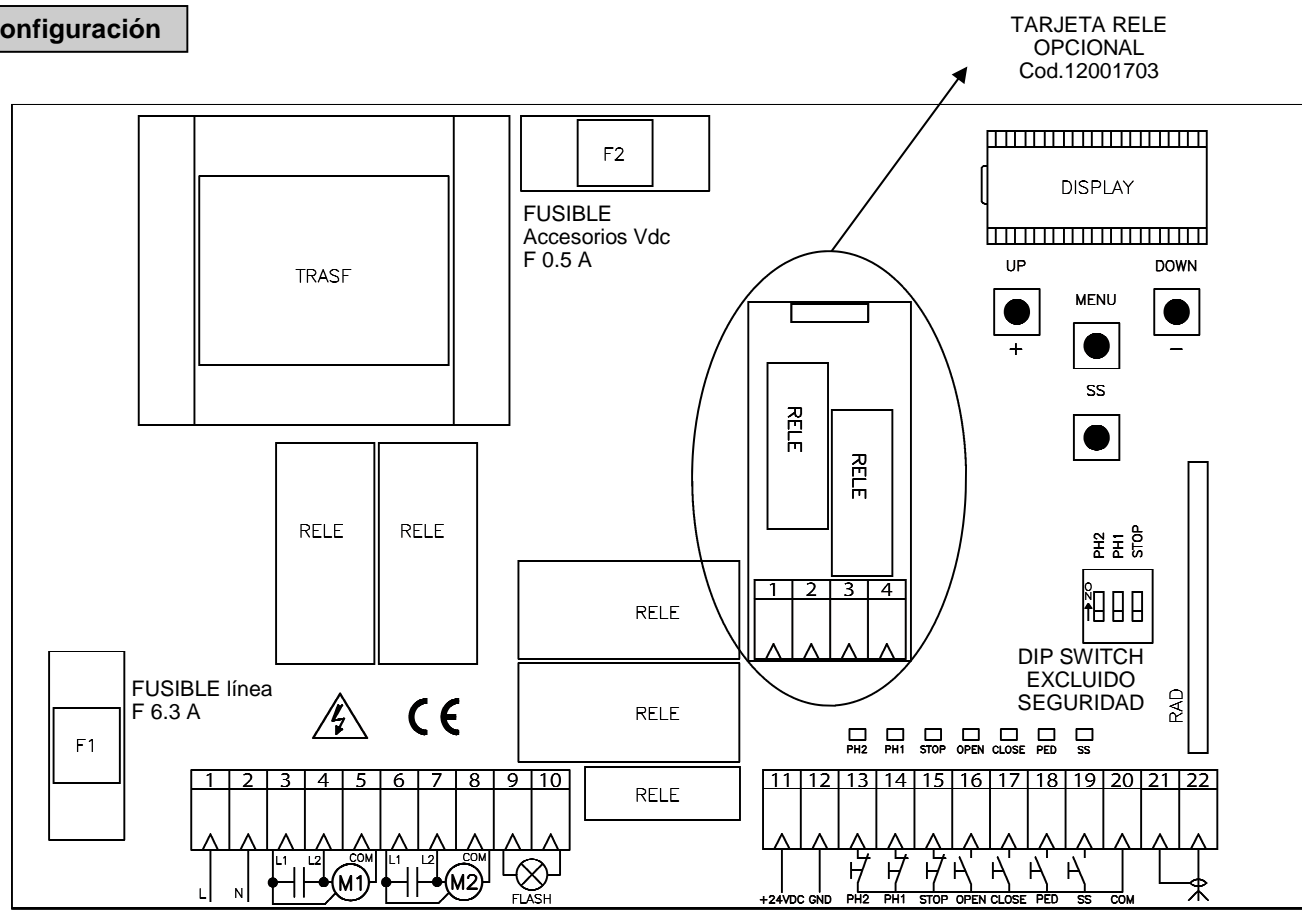 onfiguración
TARJETA RELE
OPCIONAL
Cod.12001703
F2
FUSIBLE
Accesorios Vdc
F 0.5 A
TRASF
DISPLAY
UP
DOWN
MENU
+
−
SS
RELE
RELE
RELE
RELE
1 2 3 4
PH2
PH1
STOP
ON
DIP SWITCH
EXCLUIDO
SEGURIDAD
RAD
RELE
RELE
RELE
FUSIBLE línea
F 6.3 A
F1
CE
PH2 PH1 STOP OPEN CLOSE PED SS
1 2 3 4 5 6 7 8 9 10
11 12 13 14 15 16 17 18 19 20 21 22
L1 L2 COM L1 L2 COM
L N M1 M2 FLASH
+24VDC GND PH2 PH1 STOP OPEN CLOSE PED SS COM